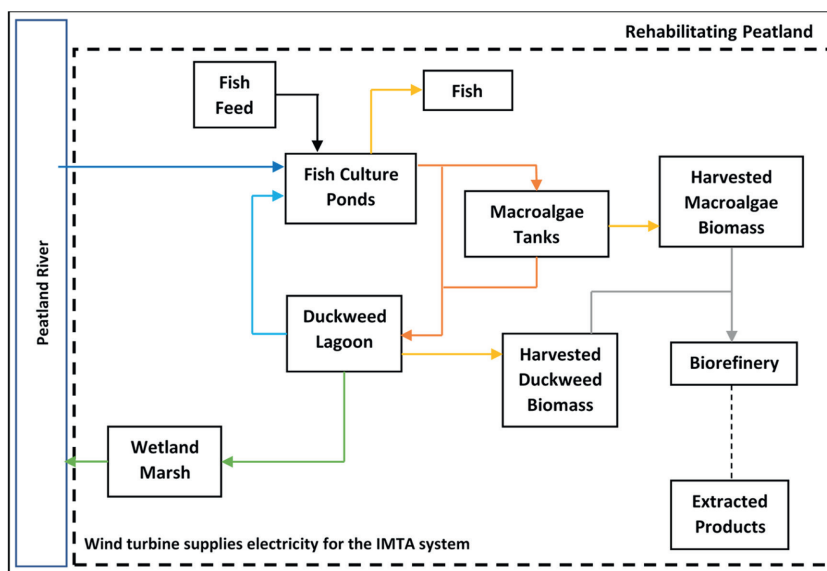 Rehabilitating Peatland
Peatland River
Fish
Feed
Fish
Fish Culture
Ponds
Macroalgae
Tanks
Harvested
Macroalgae
Biomass
Duckweed
Lagoon
Harvested
Duckweed
Biomass
Biorefinery
Wetland
Marsh
Extracted
Products
Wind turbine supplies electricity for the IMTA system